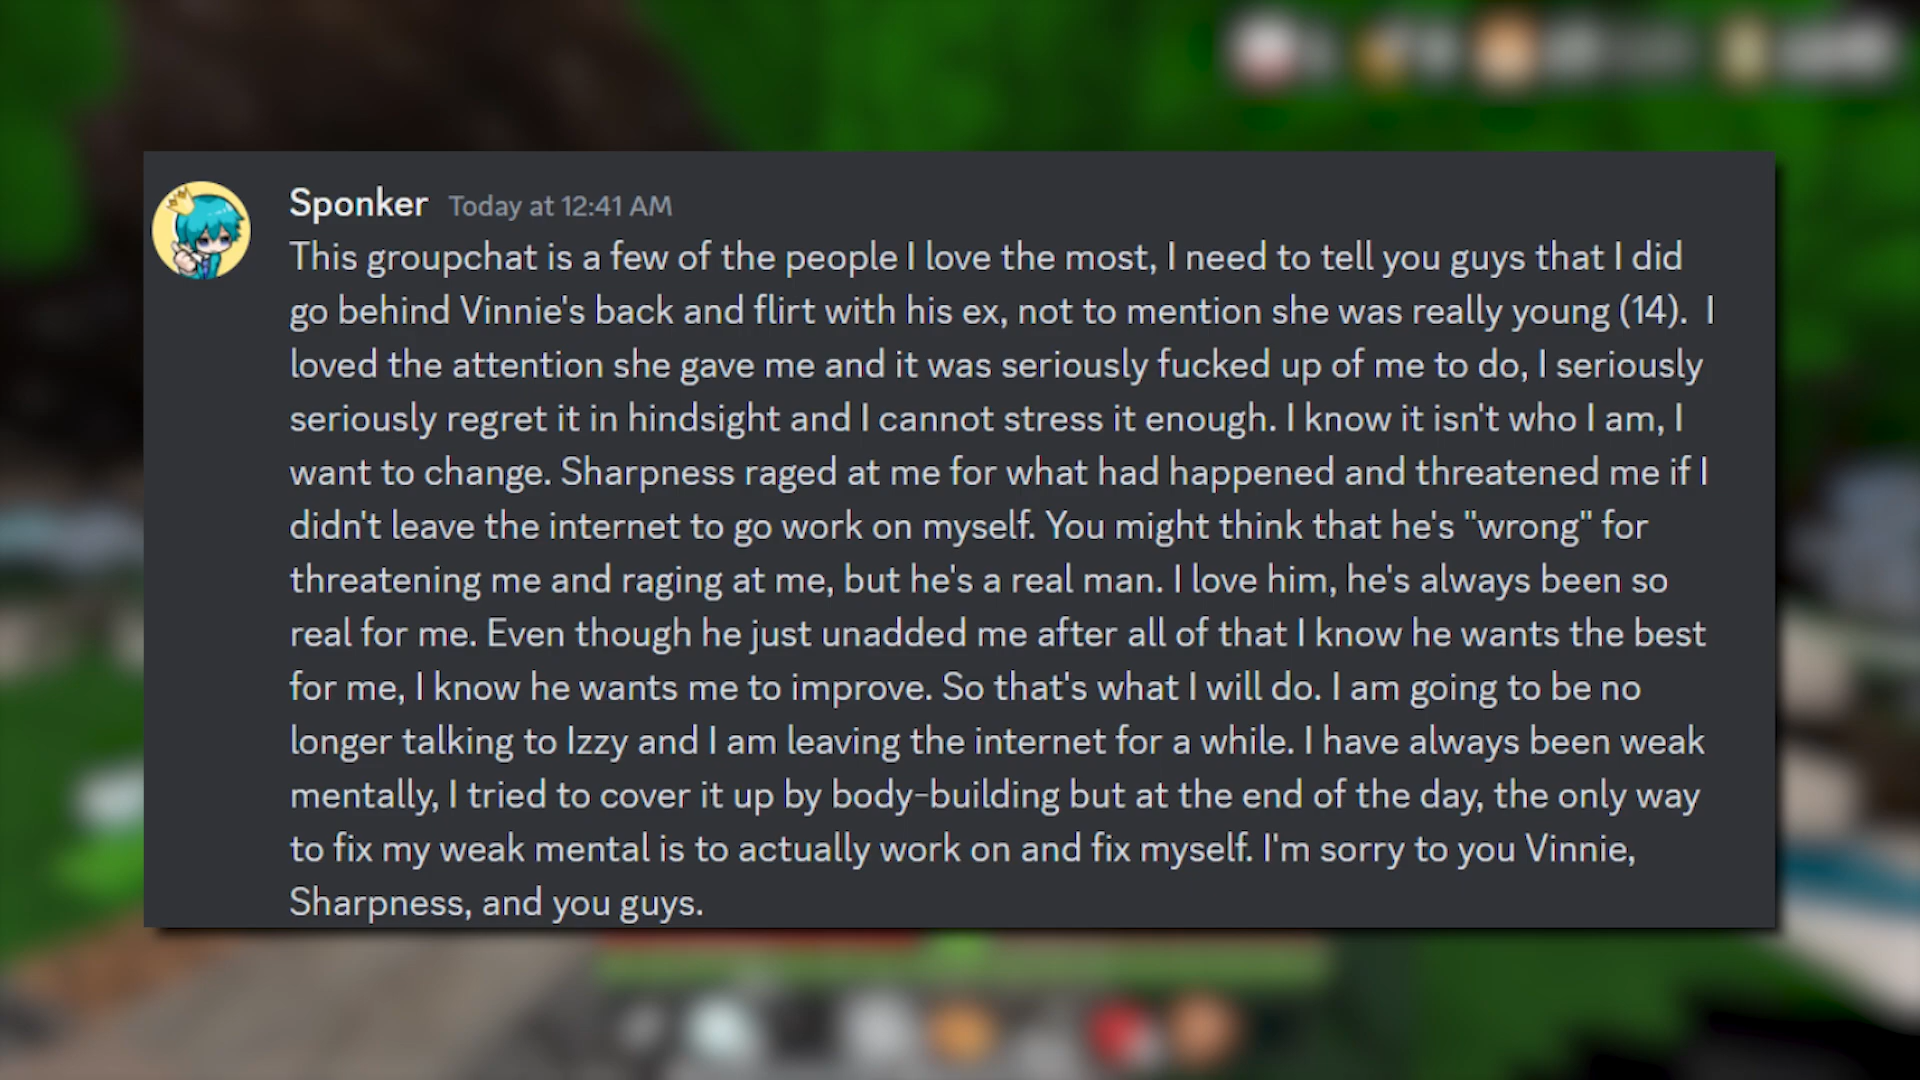 Sponker Today at 12:41 AM
This groupchat is a few of the people I love the most, I need to tell you guys that I did
go behind Vinnie's back and flirt with his ex, not to mention she was really young (14).  I
loved the attention she gave me and it was seriously fucked up of me to do, I seriously
seriously regret it in hindsight and I cannot stress it enough. I know it isn't who I am, I
want to change. Sharpness raged at me for what had happened and threatened me if I
didn't leave the internet to go work on myself. You might think that he's "wrong" for
threatening me and raging at me, but he's a real man. I love him, he's always been so
real for me. Even though he just unadded me after all of that I know he wants the best
for me, I know he wants me to improve. So that's what I will do. I am going to be no
longer talking to Izzy and I am leaving the internet for a while. I have always been weak
mentally, I tried to cover it up by body-building but at the end of the day, the only way
to fix my weak mental is to actually work on and fix myself. I'm sorry to you Vinnie,
Sharpness, and you guys.